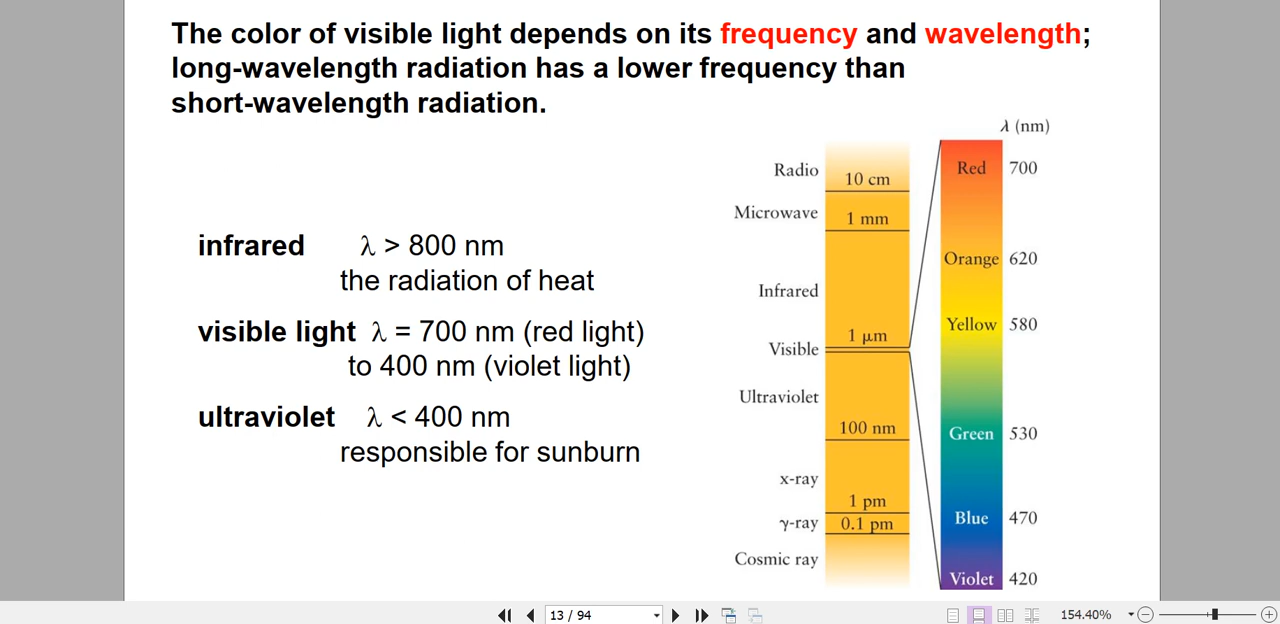 The color of visible light depends on its frequency and wavelength;
long-wavelength radiation has a lower frequency than
short-wavelength radiation.
infrared λ > 800 nm
the radiation of heat
visible light λ = 700 nm (red light)
to 400 nm (violet light)
ultraviolet λ < 400 nm
responsible for sunburn
Radio
10 cm
Microwave
1 mm
Infrared
1 μm
Visible
Ultraviolet
100 nm
x-ray
1 pm
γ-ray
0.1 pm
Cosmic ray
λ (nm)
Red 700
Orange 620
Yellow 580
Green 530
Blue 470
Violet 420
13 / 94
154.40%